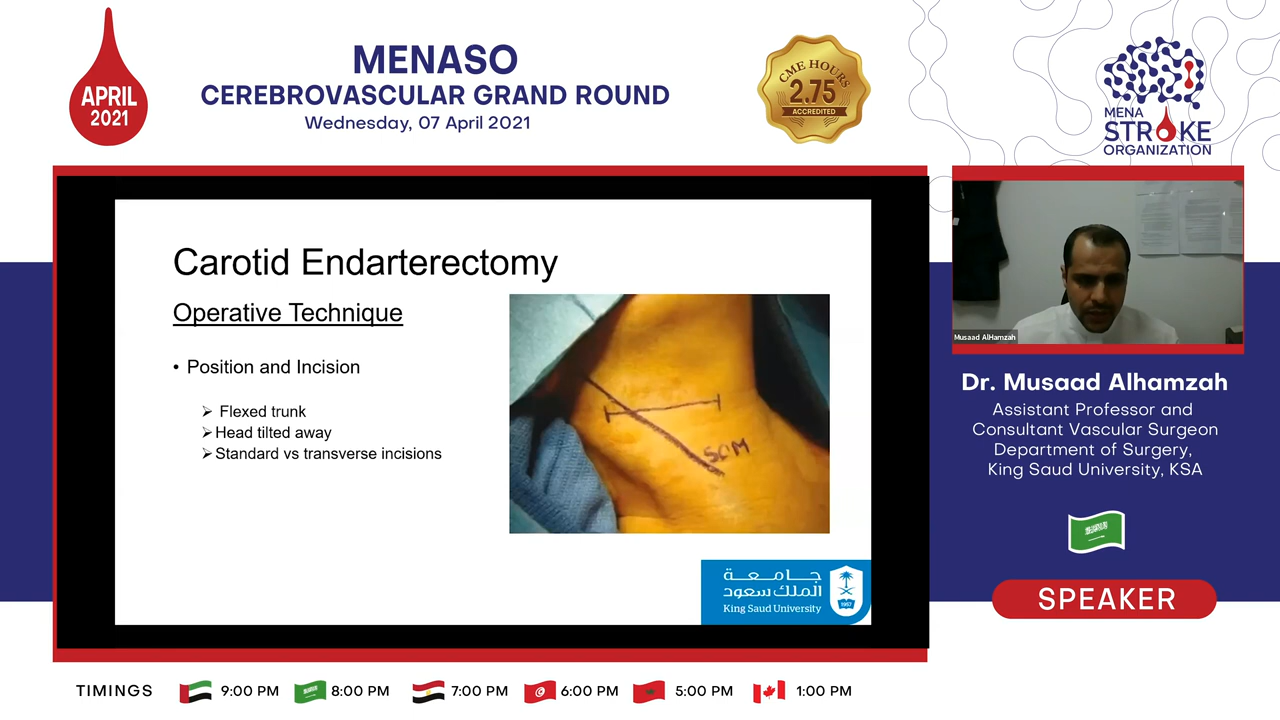 APRIL
2021
MENASO
CEREBROVASCULAR GRAND ROUND
Wednesday, 07 April 2021
CME HOURS
2.75
ACCREDITED
MENA
STROKE
ORGANIZATION
Carotid Endarterectomy
Operative Technique
• Position and Incision
➢ Flexed trunk
➢ Head tilted away
➢ Standard vs transverse incisions
SCM
جامعة
الملك سعود
King Saud University
1957
Musaad AlHamzah
Dr. Musaad Alhamzah
Assistant Professor and
Consultant Vascular Surgeon
Department of Surgery,
King Saud University, KSA
SPEAKER
TIMINGS 9:00 PM 8:00 PM 7:00 PM 6:00 PM 5:00 PM 1:00 PM